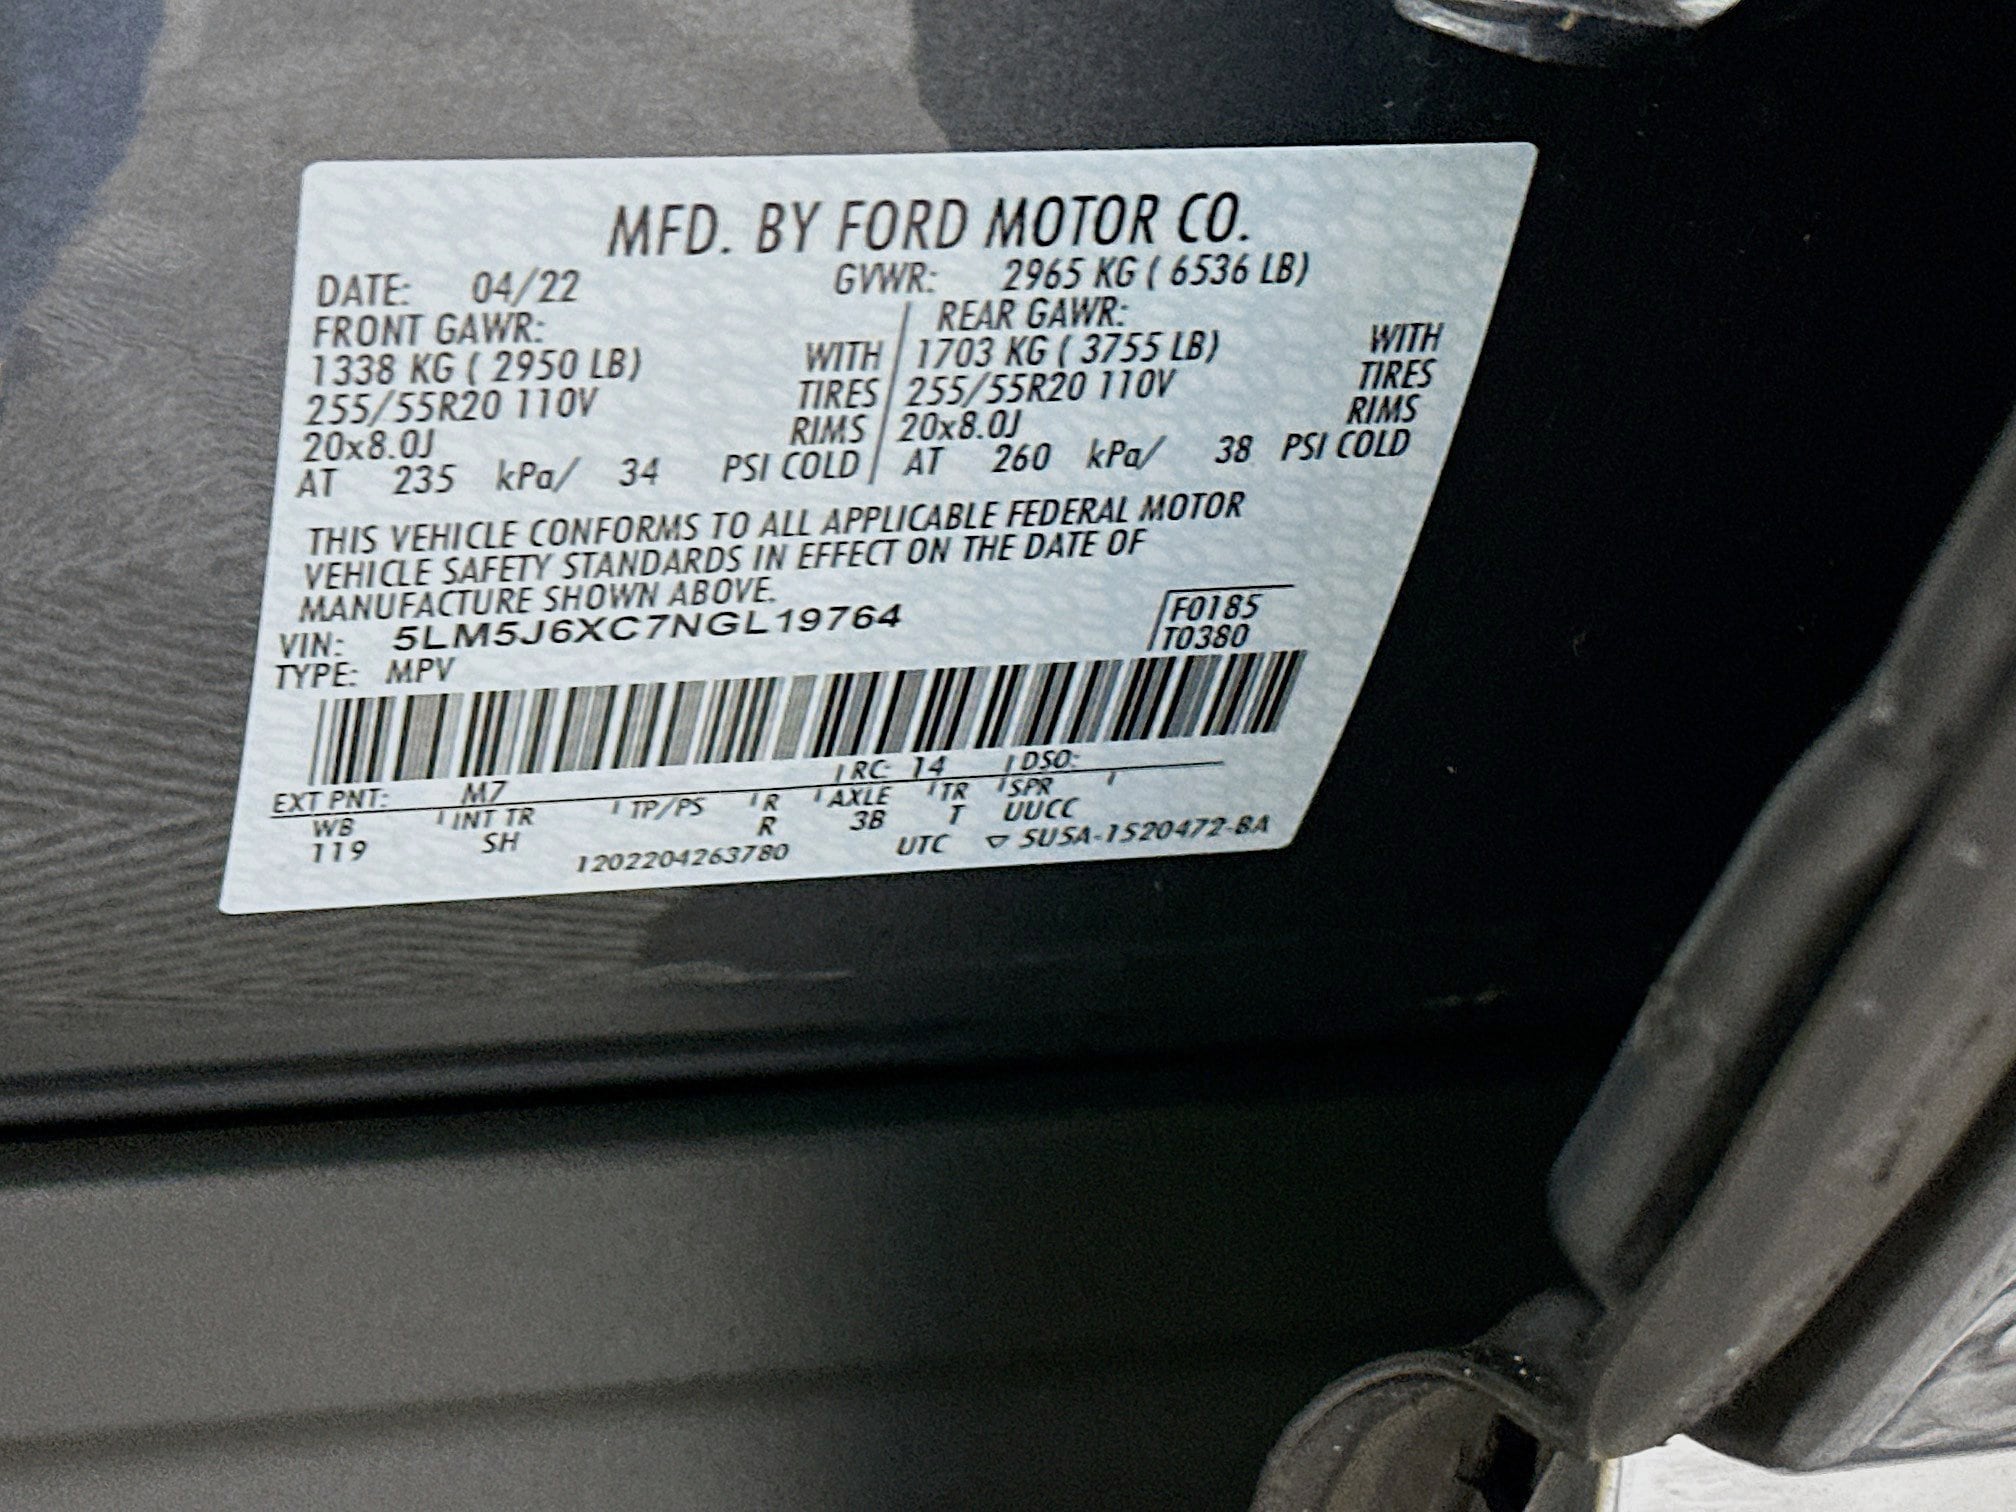 MFD. BY FORD MOTOR CO.
DATE: 04/22 GVWR: 2965 KG ( 6536 LB)
FRONT GAWR: REAR GAWR:
1338 KG ( 2950 LB) WITH 1703 KG ( 3755 LB) WITH
255/55R20 110V TIRES 255/55R20 110V TIRES
20x8.0J RIMS 20x8.0J RIMS
AT 235 kPa/ 34 PSI COLD AT 260 kPa/ 38 PSI COLD
THIS VEHICLE CONFORMS TO ALL APPLICABLE FEDERAL MOTOR
VEHICLE SAFETY STANDARDS IN EFFECT ON THE DATE OF
MANUFACTURE SHOWN ABOVE.
VIN: 5LM5J6XC7NGL19764 F0185
TYPE: MPV T0380
EXT PNT: M7 RC: 14 DSO:
WB INT TR TP/PS R AXLE TR SPR
119 SH R 3B T UUCC
1202204263780 UTC ▽ 5U5A-1520472-BA